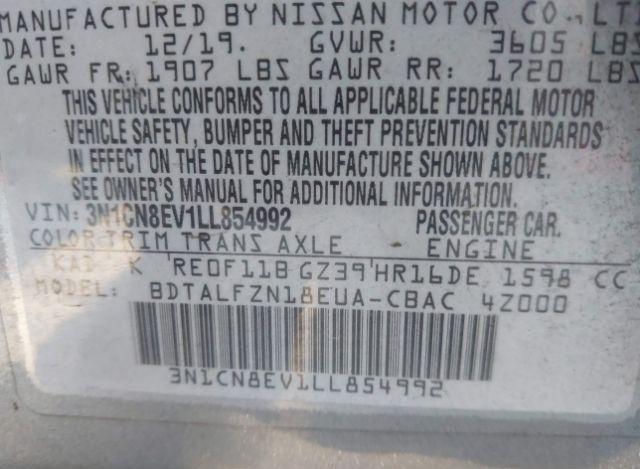 MANUFACTURED BY NISSAN MOTOR CO., LT
DATE: 12/19. GVWR: 3605 LBS
GAWR FR: 1907 LBS GAWR RR: 1720 LBS
THIS VEHICLE CONFORMS TO ALL APPLICABLE FEDERAL MOTOR
VEHICLE SAFETY, BUMPER AND THEFT PREVENTION STANDARDS
IN EFFECT ON THE DATE OF MANUFACTURE SHOWN ABOVE.
SEE OWNER'S MANUAL FOR ADDITIONAL INFORMATION.
VIN: 3N1CN8EV1LL854992 PASSENGER CAR.
COLOR TRIM TRANS AXLE ENGINE
KAD K RE0F11B GZ39 HR16DE 1598 CC
MODEL: BDTALFZN18EUA-CBAC 4Z000
3N1CN8EV1LL854992